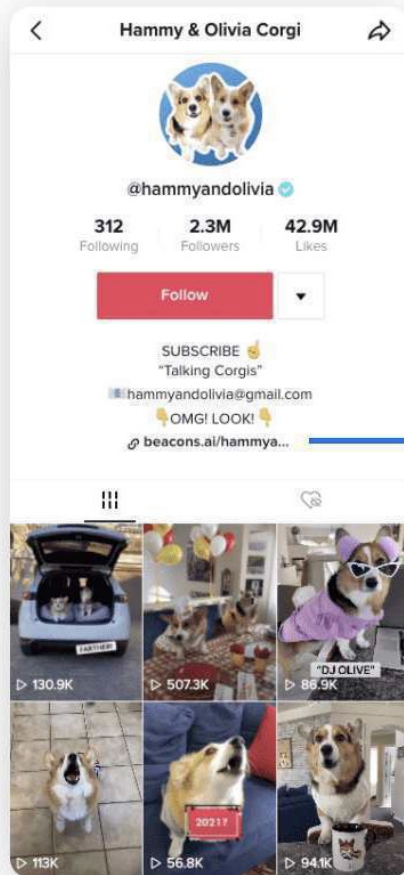 Hammy & Olivia Corgi
@hammyandolivia
312 2.3M 42.9M
Following Followers Likes
Follow
SUBSCRIBE ☝
"Talking Corgis"
📧hammyandolivia@gmail.com
👇OMG! LOOK!👇
beacons.ai/hammya...
FARTHER!
130.9K
507.3K
"DJ OLIVE"
86.9K
113K
2021?
56.8K
94.1K